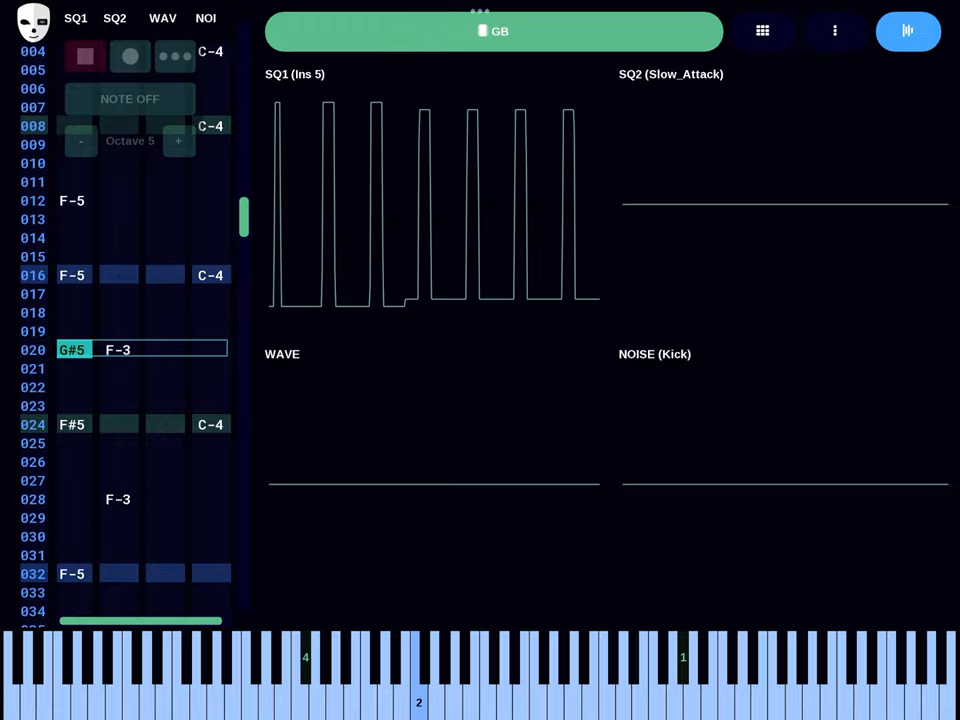 SQ1 SQ2 WAV NOI
GB
004 C-4
005
006
007
NOTE OFF
008 C-4
009
- Octave 5 +
010
011
012 F-5
013
014
015
016 F-5 C-4
017
018
019
020 G#5 F-3
021
022
023
024 F#5 C-4
025
026
027
028 F-3
029
030
031
032 F-5
033
034
SQ1 (Ins 5)
SQ2 (Slow_Attack)
WAVE
NOISE (Kick)
4
1
2